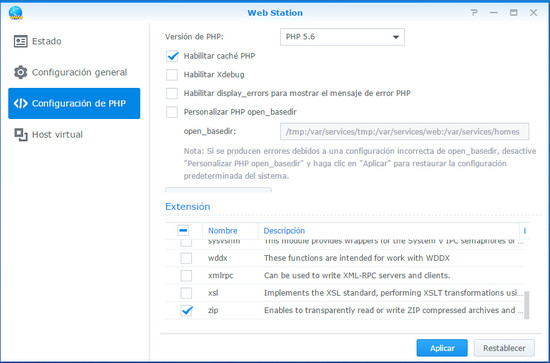 Web Station
Estado
Configuración general
Configuración de PHP
Host virtual
Versión de PHP:
PHP 5.6
Habilitar caché PHP
Habilitar Xdebug
Habilitar display_errors para mostrar el mensaje de error PHP
Personalizar PHP open_basedir
open_basedir:
/tmp:/var/services/tmp:/var/services/web:/var/services/homes
Nota: Si se producen errores debidos a una configuración incorrecta de open_basedir, desactive
"Personalizar PHP open_basedir" y haga clic en "Aplicar" para restaurar la configuración
predeterminada del sistema.
Extensión
Nombre Descripción
sysvshm This module provides wrappers for the System V IPC semaphores or ...
wddx These functions are intended for work with WDDX
xmlrpc Can be used to write XML-RPC servers and clients.
xsl Implements the XSL standard, performing XSLT transformations usi...
zip Enables to transparently read or write ZIP compressed archives and ...
Aplicar
Restablecer